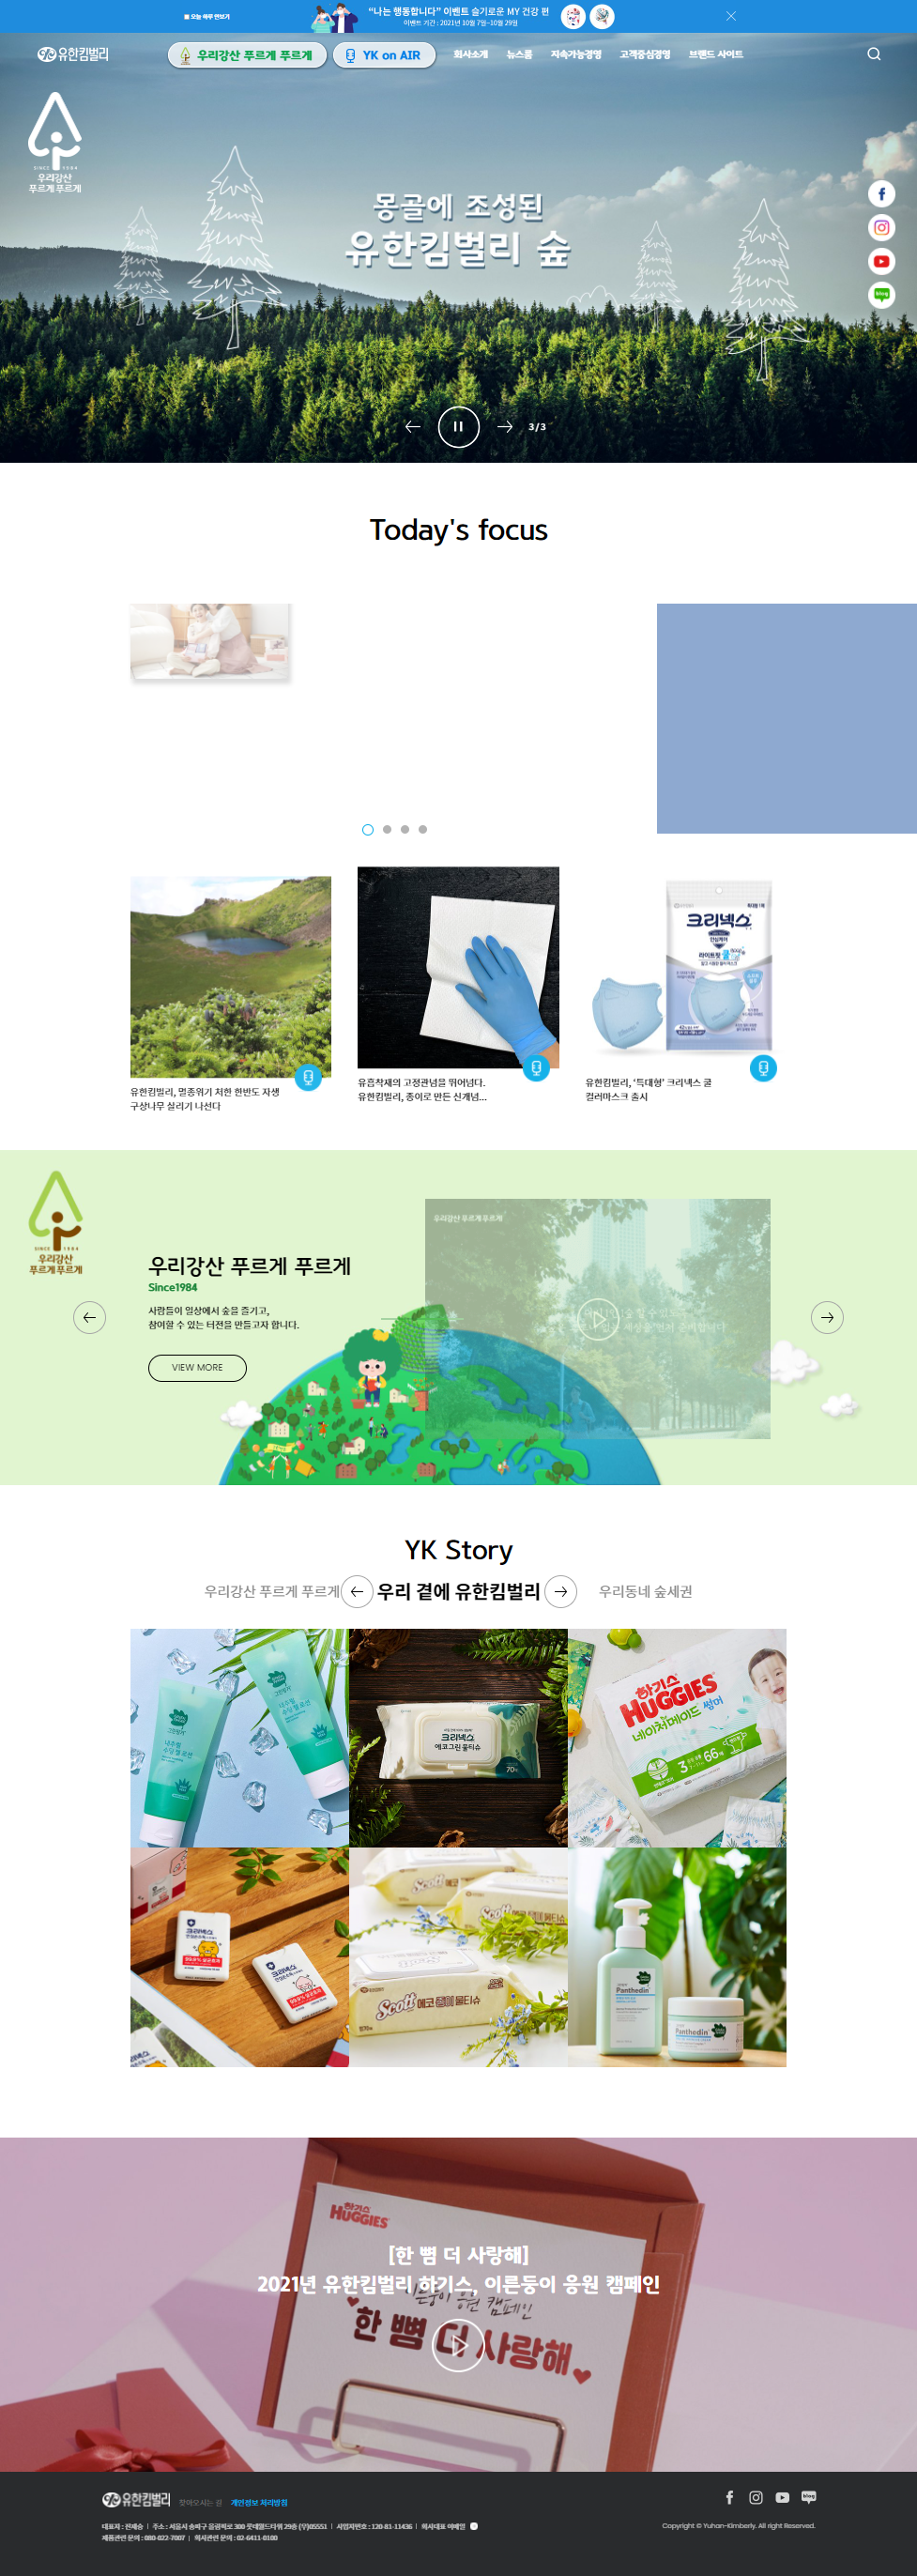 오늘 하루 안보기
“나는 행동합니다” 이벤트 슬기로운 MY 건강 편
이벤트 기간 : 2021년 10월 7일~10월 29일
유한킴벌리
우리강산 푸르게 푸르게
YK on AIR
회사소개
뉴스룸
지속가능경영
고객중심경영
브랜드 사이트
SINCE 1984
우리강산
푸르게 푸르게
몽골에 조성된
유한킴벌리 숲
blog
3/3
Today's focus
크리넥스
유한킴벌리, 멸종위기 처한 한반도 자생
구상나무 살리기 나선다
유흡착재의 고정관념을 뛰어넘다.
유한킴벌리, 종이로 만든 신개념...
유한킴벌리, ‘특대형’ 크리넥스 쿨
컬러마스크 출시
SINCE 1984
우리강산
푸르게 푸르게
우리강산 푸르게 푸르게
우리강산 푸르게 푸르게
Since1984
사람들이 일상에서 숲을 즐기고,
참여할 수 있는 터전을 만들고자 합니다.
VIEW MORE
YK Story
우리강산 푸르게 푸르게
우리 곁에 유한킴벌리
우리동네 숲세권
크리넥스
에코그린 물티슈
하기스
HUGGIES
네이처메이드 썸머
3
66매
크리넥스
크리넥스
Scott
Scott 에코 점매 물티슈
Panthedin
Panthedin
하기스
HUGGIES
[한 뼘 더 사랑해]
2021년 유한킴벌리 하기스, 이른둥이 응원 캠페인
이른둥이 응원 캠페인
한 뼘 더 사랑해
유한킴벌리
찾아오시는 길
개인정보 처리방침
blog
대표자 : 진재승 | 주소 : 서울시 송파구 올림픽로 300 롯데월드타워 29층 (우)05551 | 사업자번호 : 120-81-11436 | 회사대표 이메일
제품관련 문의 : 080-022-7007 | 회사관련 문의 : 02-6411-0100
Copyright © Yuhan-Kimberly. All right Reserved.